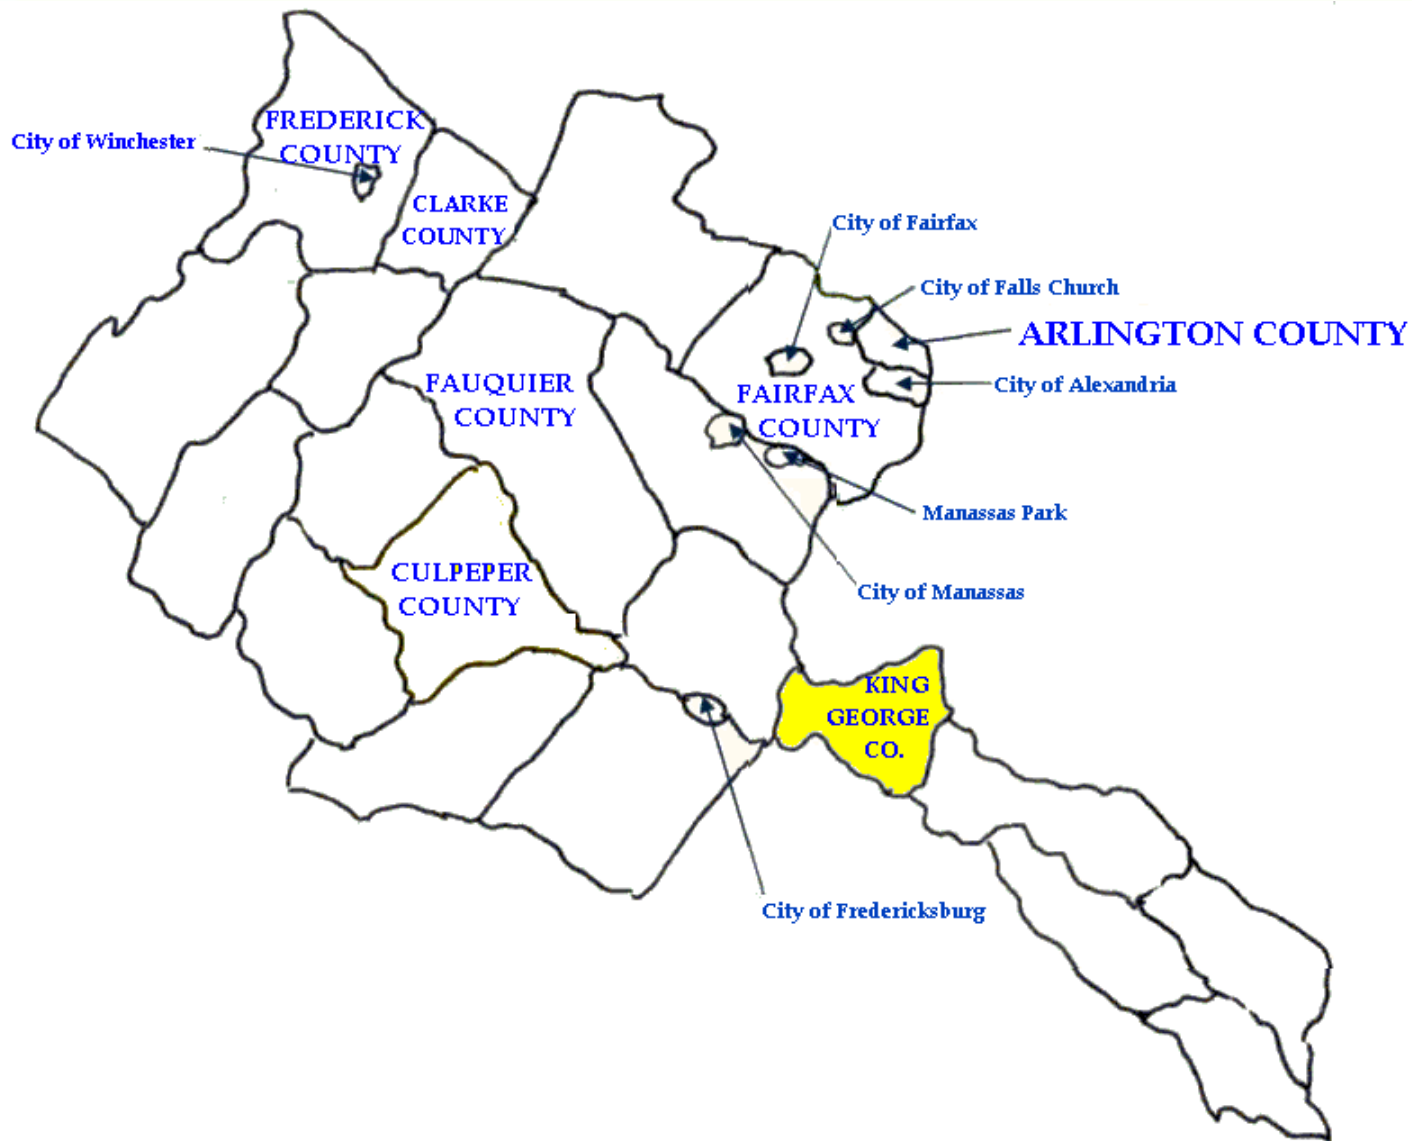 FREDERICK
COUNTY
City of Winchester
CLARKE
COUNTY
City of Fairfax
City of Falls Church
ARLINGTON COUNTY
City of Alexandria
FAUQUIER
COUNTY
FAIRFAX
COUNTY
Manassas Park
CULPEPER
COUNTY
City of Manassas
KING
GEORGE
CO.
City of Fredericksburg